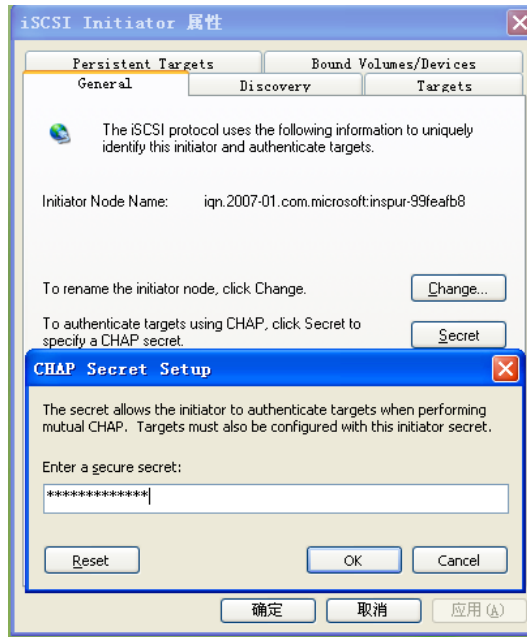 iSCSI Initiator 属性
Persistent Targets Bound Volumes/Devices
General Discovery Targets
The iSCSI protocol uses the following information to uniquely
identify this initiator and authenticate targets.
Initiator Node Name: iqn.2007-01.com.microsoft:inspur-99feafb8
To rename the initiator node, click Change. Change...
To authenticate targets using CHAP, click Secret to
specify a CHAP secret. Secret
CHAP Secret Setup
The secret allows the initiator to authenticate targets when performing
mutual CHAP. Targets must also be configured with this initiator secret.
Enter a secure secret:
*************
Reset OK Cancel
确定 取消 应用(A)